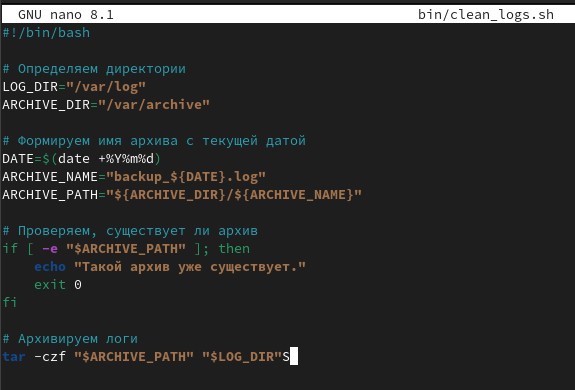 GNU nano 8.1 bin/clean_logs.sh
#!/bin/bash
# Определяем директории
LOG_DIR="/var/log"
ARCHIVE_DIR="/var/archive"
# Формируем имя архива с текущей датой
DATE=$(date +%Y%m%d)
ARCHIVE_NAME="backup_${DATE}.log"
ARCHIVE_PATH="${ARCHIVE_DIR}/${ARCHIVE_NAME}"
# Проверяем, существует ли архив
if [ -e "$ARCHIVE_PATH" ]; then
    echo "Такой архив уже существует."
    exit 0
fi
# Архивируем логи
tar -czf "$ARCHIVE_PATH" "$LOG_DIR"S